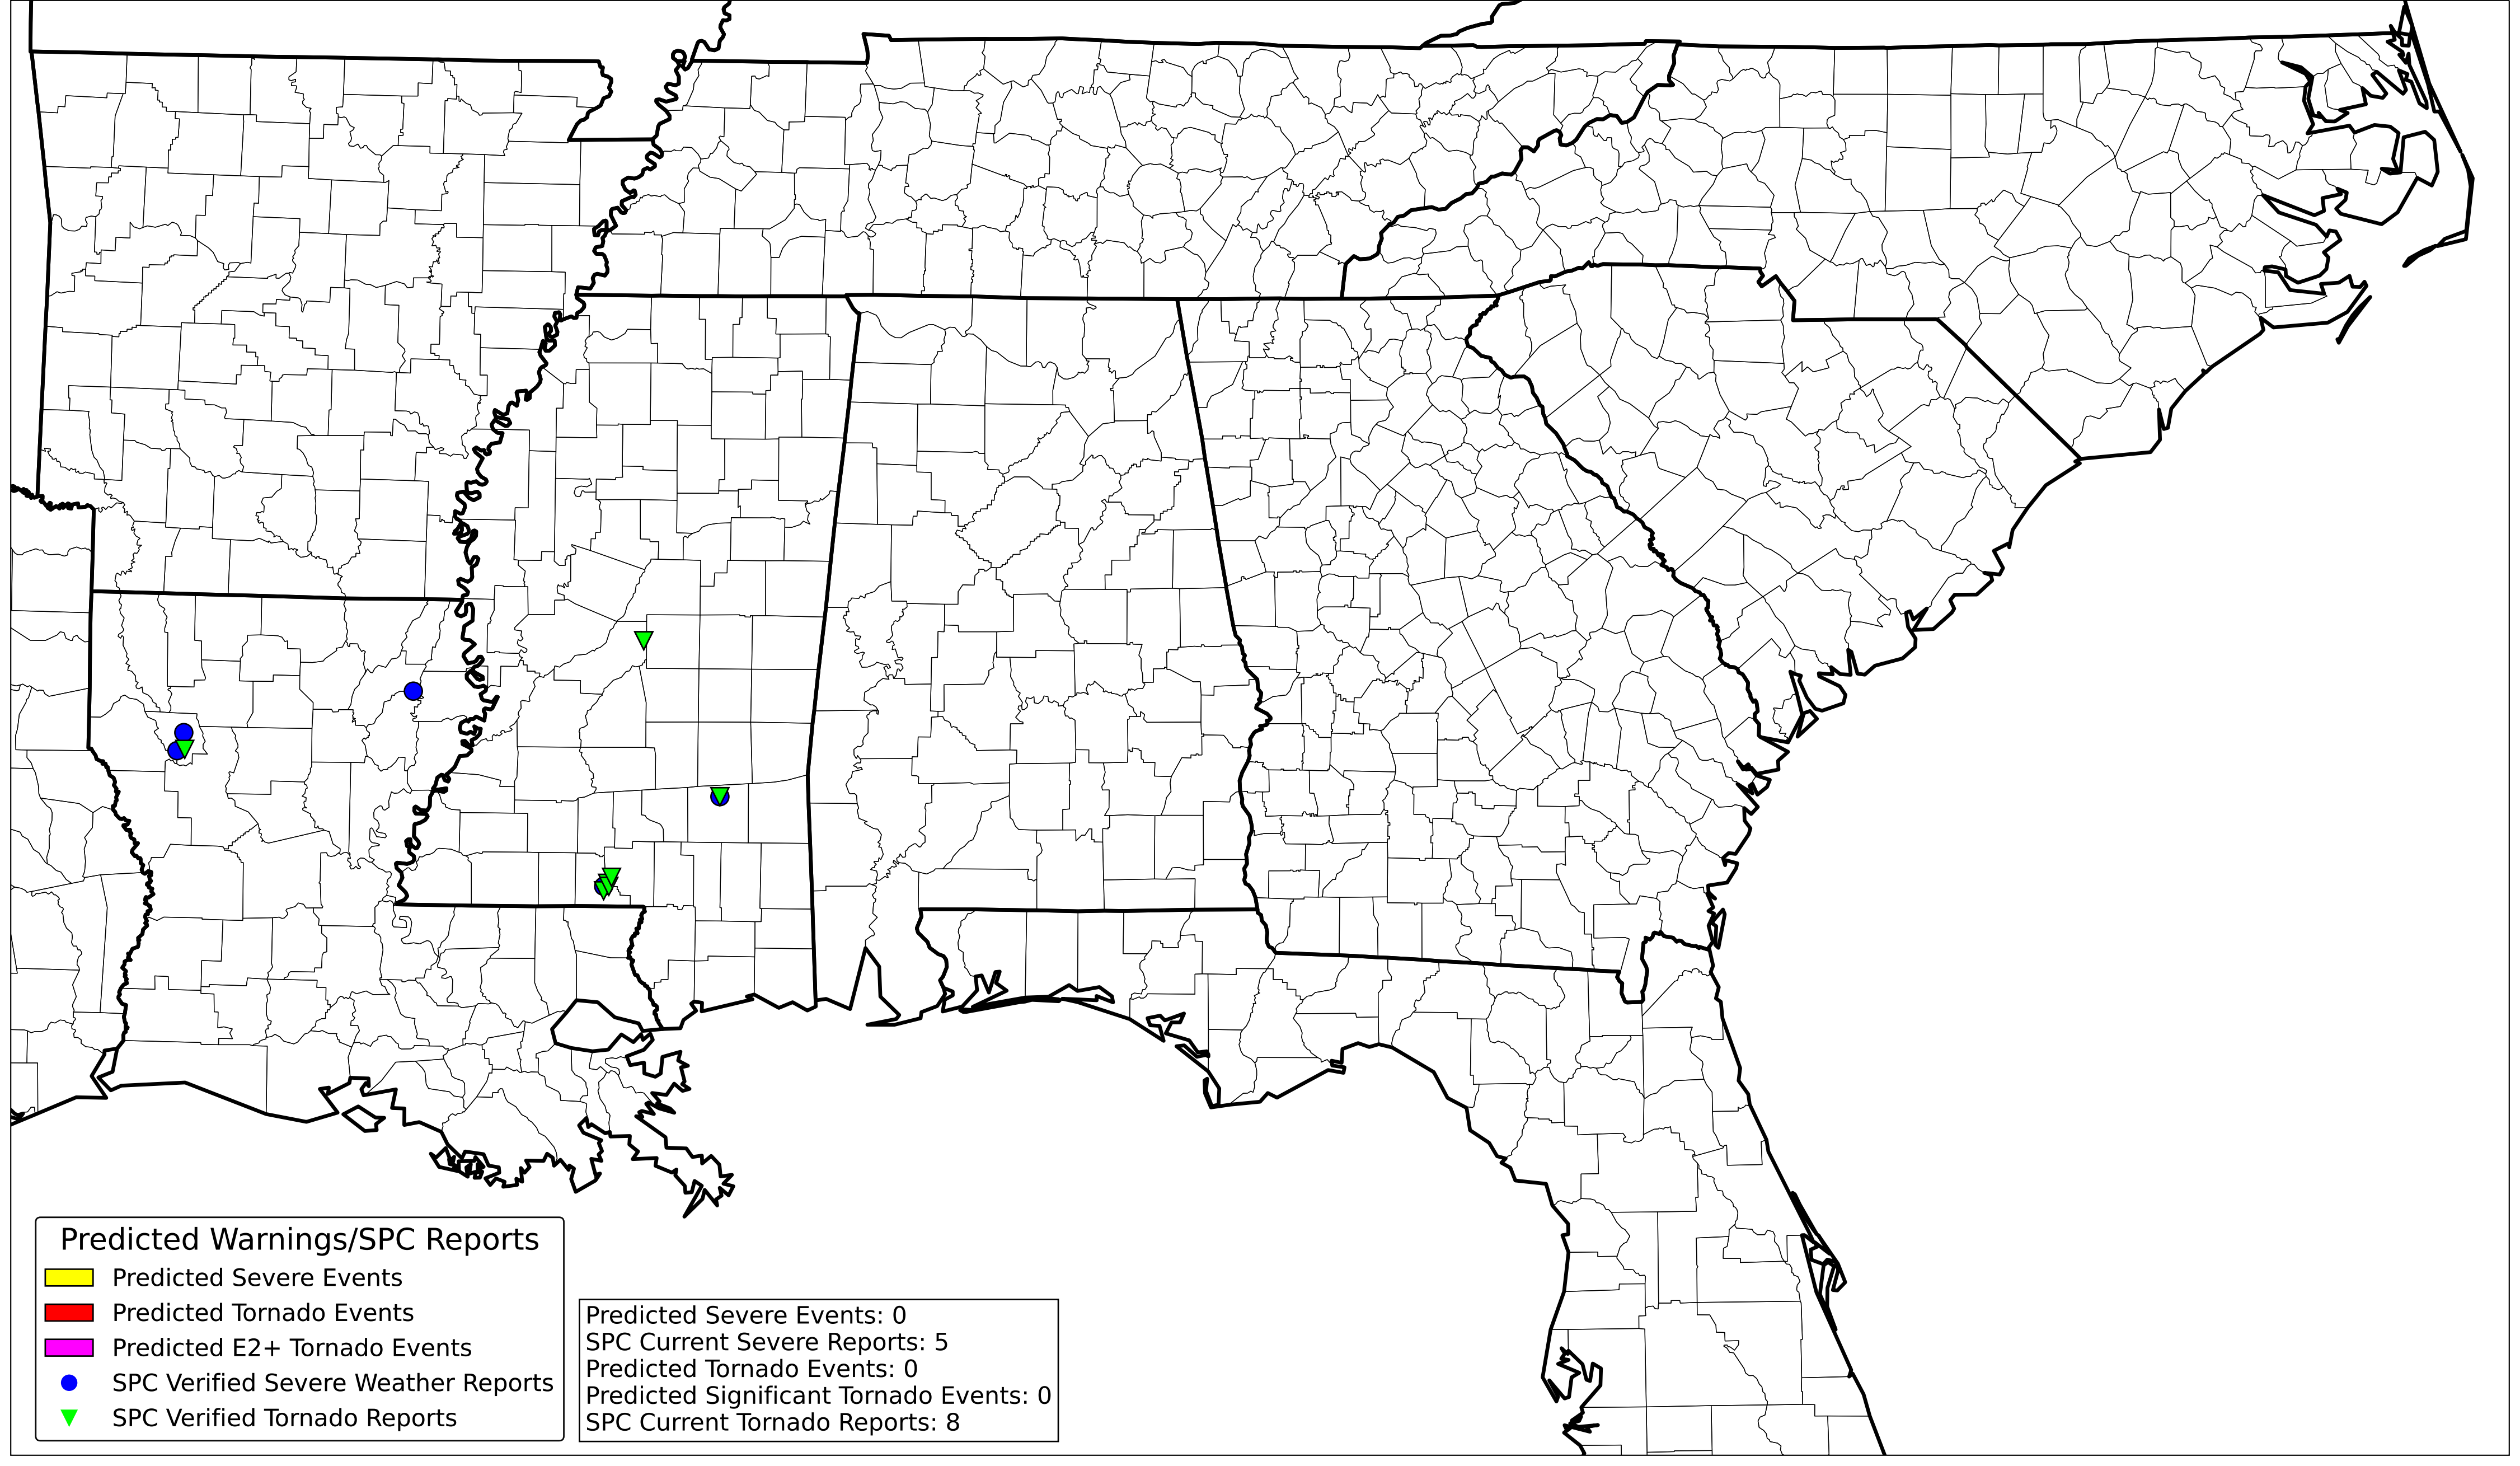 Predicted Warnings/SPC Reports
Predicted Severe Events
Predicted Tornado Events
Predicted E2+ Tornado Events
SPC Verified Severe Weather Reports
SPC Verified Tornado Reports
Predicted Severe Events: 0
SPC Current Severe Reports: 5
Predicted Tornado Events: 0
Predicted Significant Tornado Events: 0
SPC Current Tornado Reports: 8